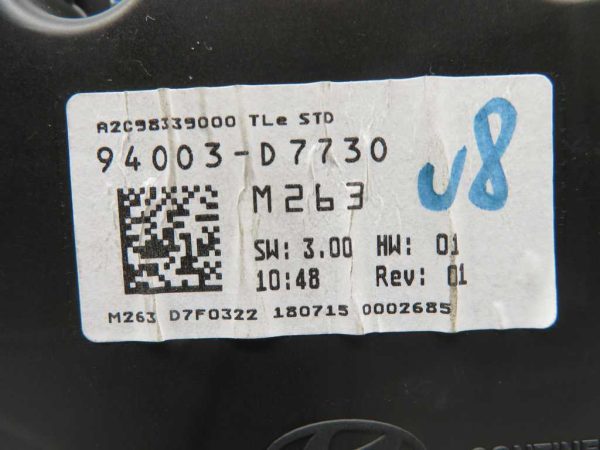 A2C98339000 TLe STD
94003-D7730
M263
U8
SW: 3.00 HW: 01
10:48 Rev: 01
M263 D7F0322 180715 0002685